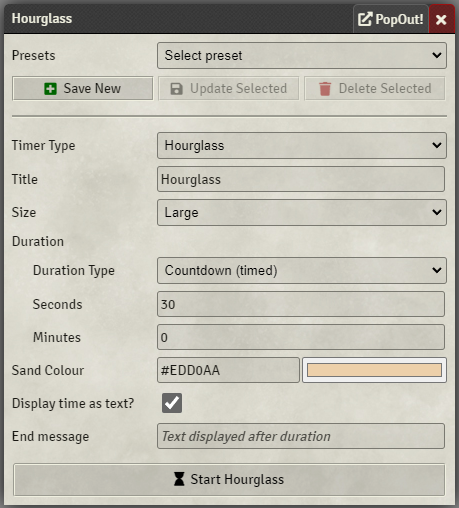 Hourglass PopOut! ×
Presets Select preset
Save New Update Selected Delete Selected
Timer Type Hourglass
Title Hourglass
Size Large
Duration
Duration Type Countdown (timed)
Seconds 30
Minutes 0
Sand Colour #EDD0AA
Display time as text?
End message Text displayed after duration
Start Hourglass